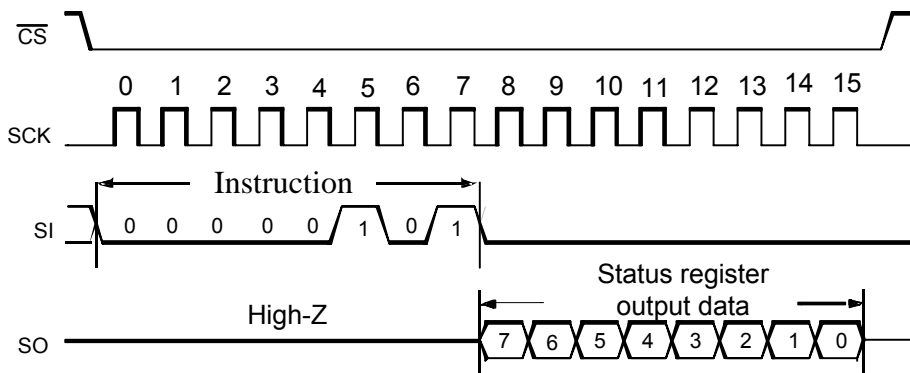 CS
0 1 2 3 4 5 6 7 8 9 10 11 12 13 14 15
SCK
Instruction
SI 0 0 0 0 0 1 0 1
Status register
output data
High-Z
SO 7 6 5 4 3 2 1 0